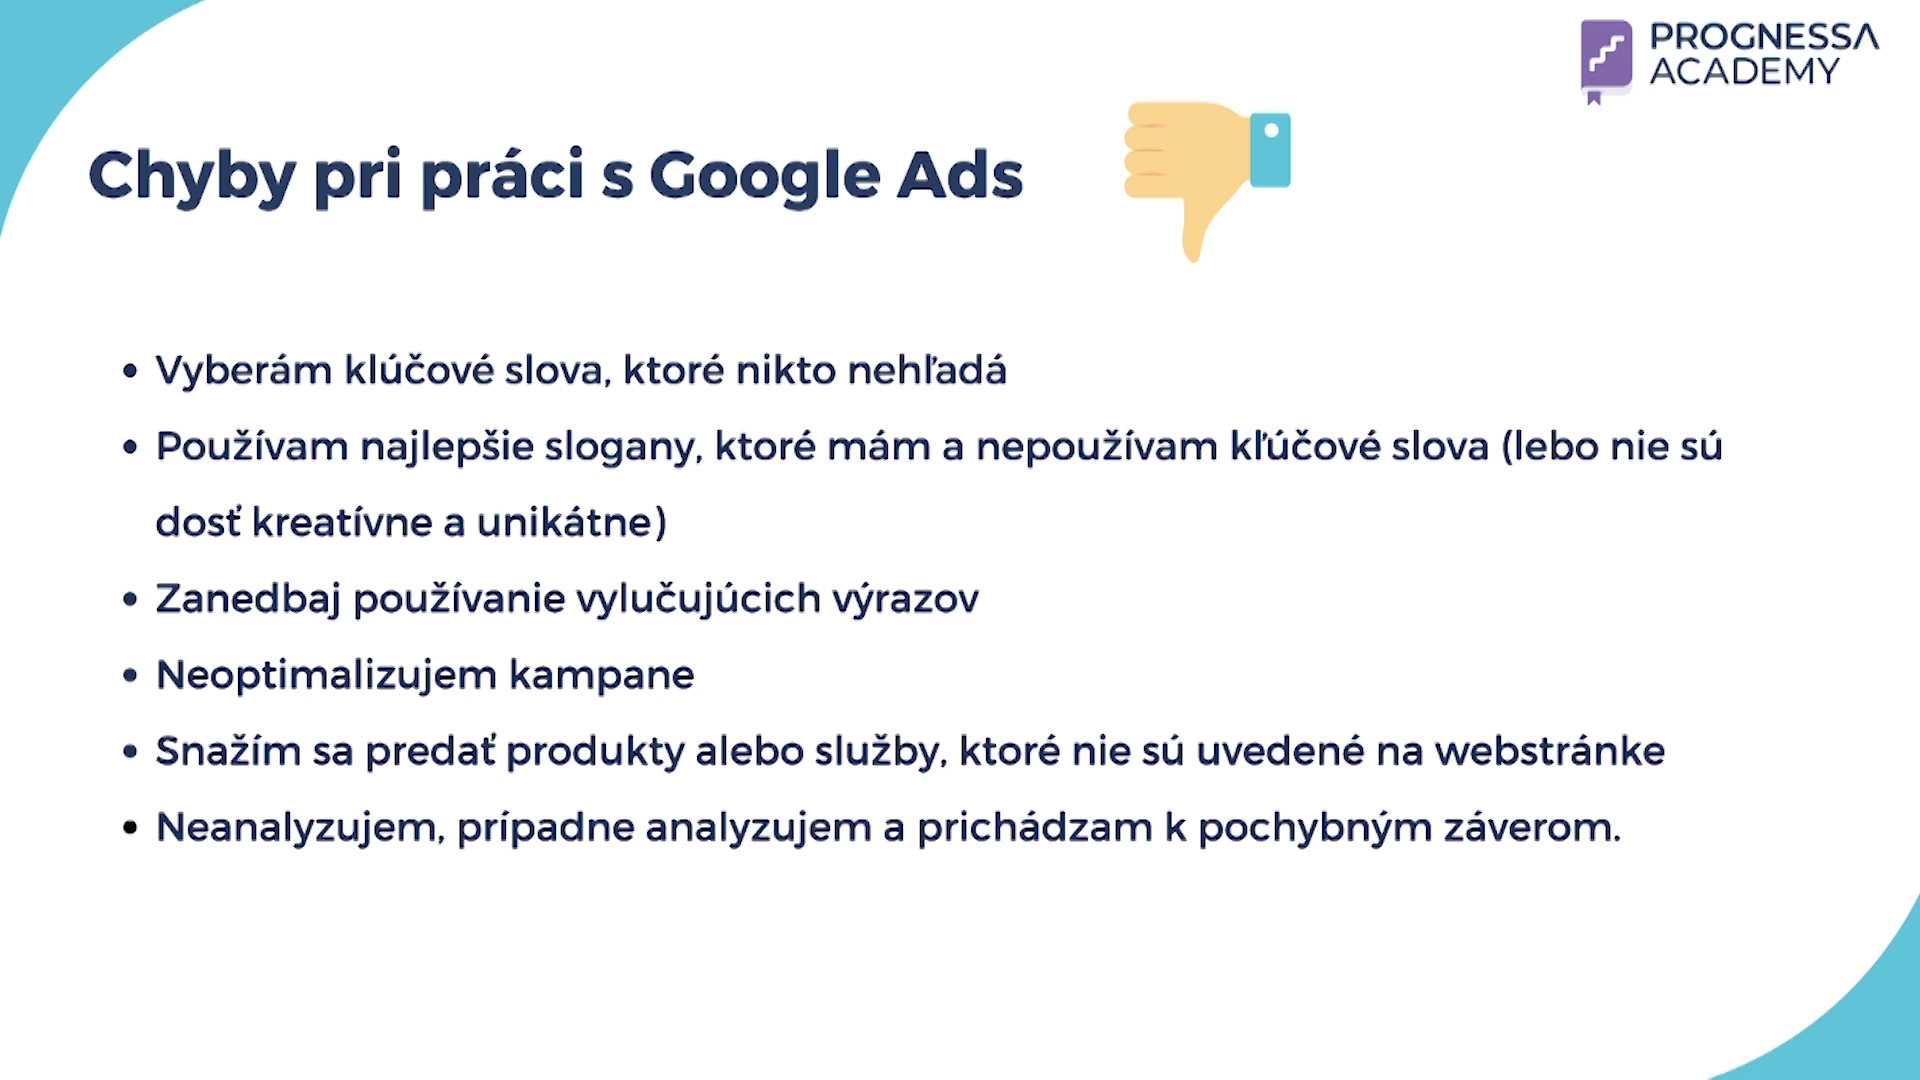 PROGNESSA
ACADEMY
Chyby pri práci s Google Ads
• Vyberám klúčové slova, ktoré nikto nehľadá
• Používam najlepšie slogany, ktoré mám a nepoužívam kľúčové slova (lebo nie sú
dosť kreatívne a unikátne)
• Zanedbaj používanie vylučujúcich výrazov
• Neoptimalizujem kampane
• Snažím sa predať produkty alebo služby, ktoré nie sú uvedené na webstránke
• Neanalyzujem, prípadne analyzujem a prichádzam k pochybným záverom.